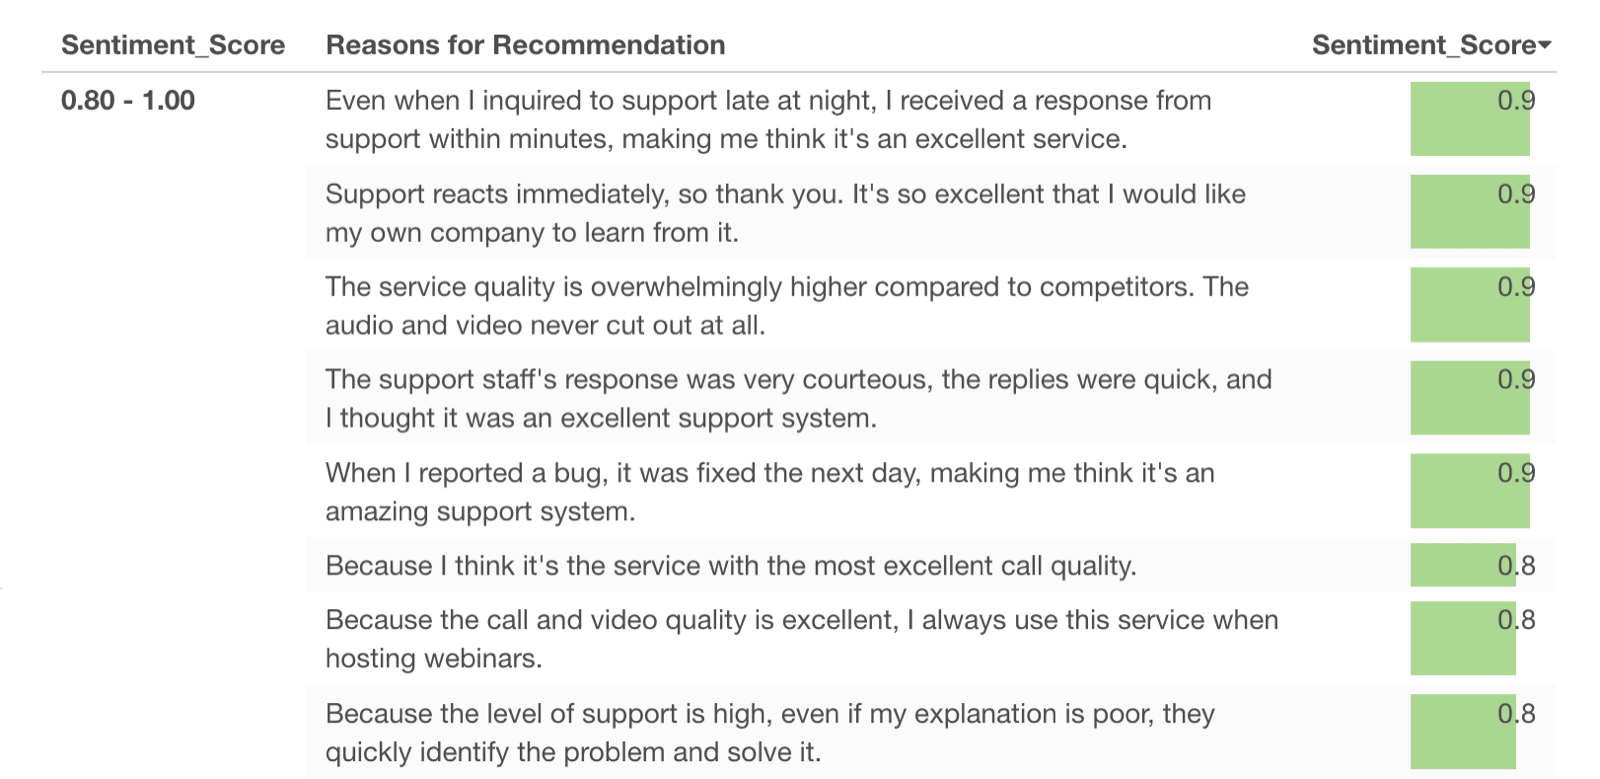 Sentiment_Score Reasons for Recommendation Sentiment_Score
0.80 - 1.00 Even when I inquired to support late at night, I received a response from 0.9
support within minutes, making me think it's an excellent service.
Support reacts immediately, so thank you. It's so excellent that I would like 0.9
my own company to learn from it.
The service quality is overwhelmingly higher compared to competitors. The 0.9
audio and video never cut out at all.
The support staff's response was very courteous, the replies were quick, and 0.9
I thought it was an excellent support system.
When I reported a bug, it was fixed the next day, making me think it's an 0.9
amazing support system.
Because I think it's the service with the most excellent call quality. 0.8
Because the call and video quality is excellent, I always use this service when 0.8
hosting webinars.
Because the level of support is high, even if my explanation is poor, they 0.8
quickly identify the problem and solve it.